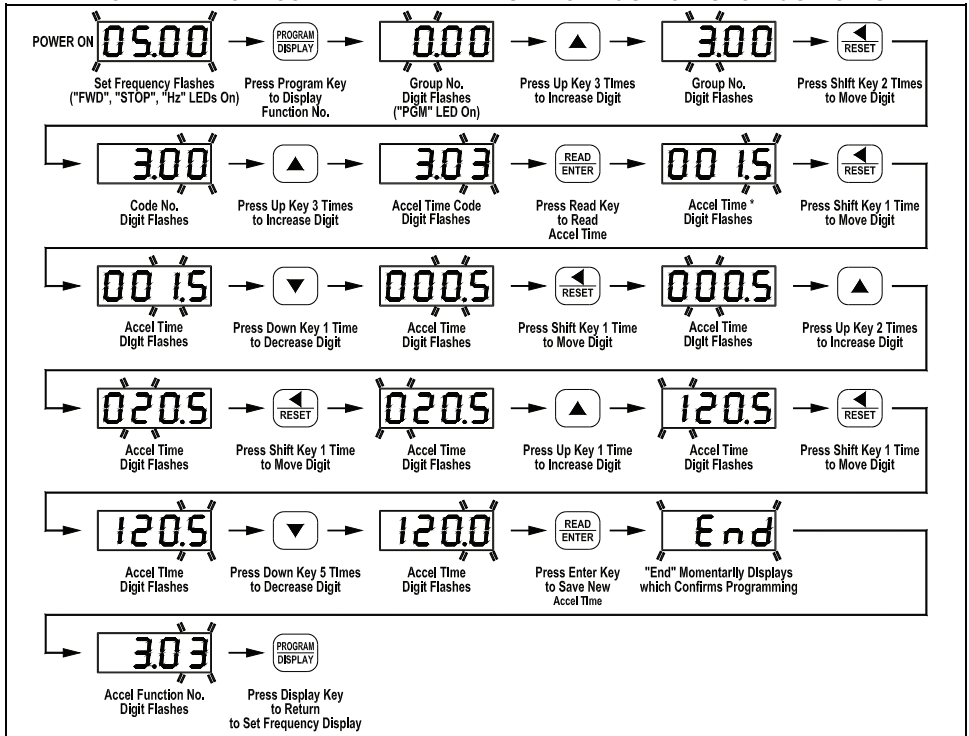 POWER ON 05.00 PROGRAM DISPLAY 0.00 3.00 RESET
Set Frequency Flashes
("FWD", "STOP", "Hz" LEDs On)
Press Program Key
to Display
Function No.
Group No.
Digit Flashes
("PGM" LED On)
Press Up Key 3 Times
to Increase Digit
Group No.
Digit Flashes
Press Shift Key 2 Times
to Move Digit
3.00 3.03 READ ENTER 001.5 RESET
Code No.
Digit Flashes
Press Up Key 3 Times
to Increase Digit
Accel Time Code
Digit Flashes
Press Read Key
to Read
Accel Time
Accel Time *
Digit Flashes
Press Shift Key 1 Time
to Move Digit
001.5 000.5 RESET 000.5
Accel Time
Digit Flashes
Press Down Key 1 Time
to Decrease Digit
Accel Time
Digit Flashes
Press Shift Key 1 Time
to Move Digit
Accel Time
Digit Flashes
Press Up Key 2 Times
to Increase Digit
020.5 RESET 020.5 120.5 RESET
Accel Time
Digit Flashes
Press Shift Key 1 Time
to Move Digit
Accel Time
Digit Flashes
Press Up Key 1 Time
to Increase Digit
Accel Time
Digit Flashes
Press Shift Key 1 Time
to Move Digit
120.5 120.0 READ ENTER End
Accel Time
Digit Flashes
Press Down Key 5 Times
to Decrease Digit
Accel Time
Digit Flashes
Press Enter Key
to Save New
Accel Time
"End" Momentarily Displays
which Confirms Programming
3.03 PROGRAM DISPLAY
Accel Function No.
Digit Flashes
Press Display Key
to Return
to Set Frequency Display